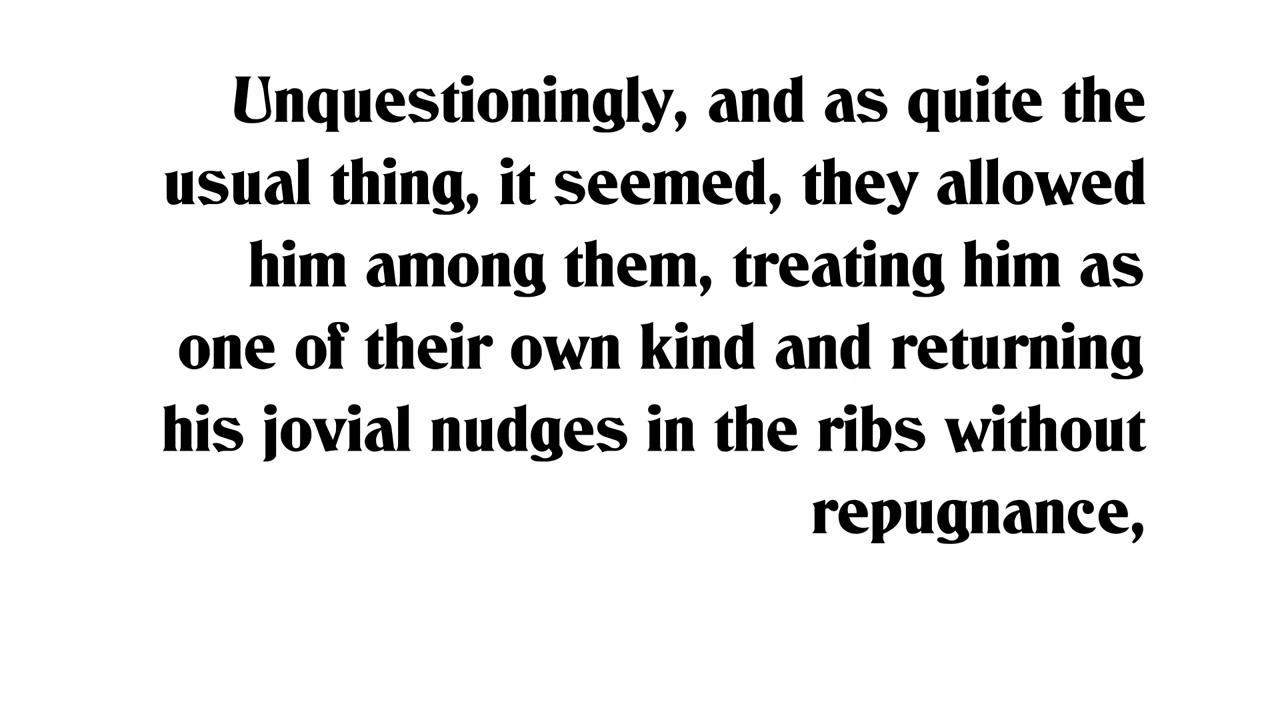 Unquestioningly, and as quite the
usual thing, it seemed, they allowed
him among them, treating him as
one of their own kind and returning
his jovial nudges in the ribs without
repugnance,